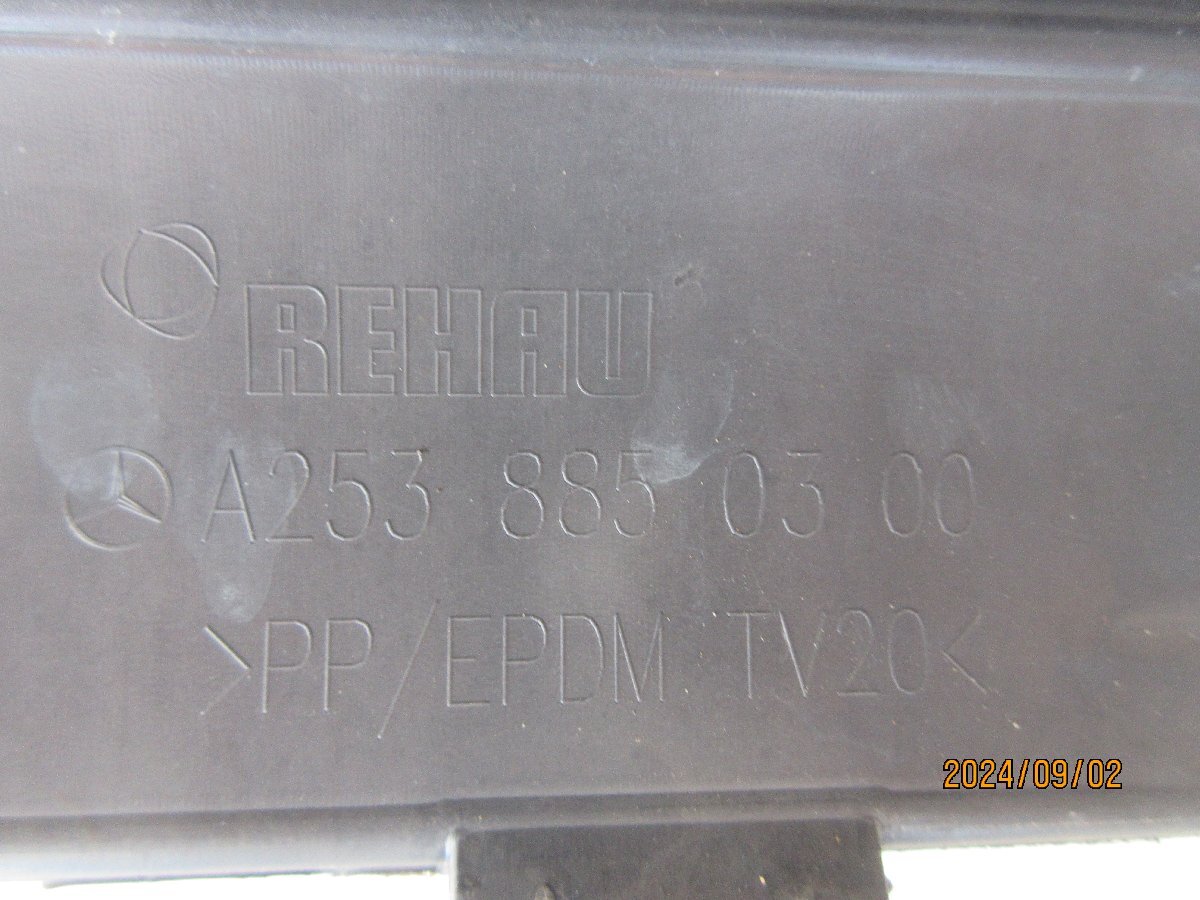 REHAU
A253 885 03 00
>PP/EPDM TV20<
2024/09/02